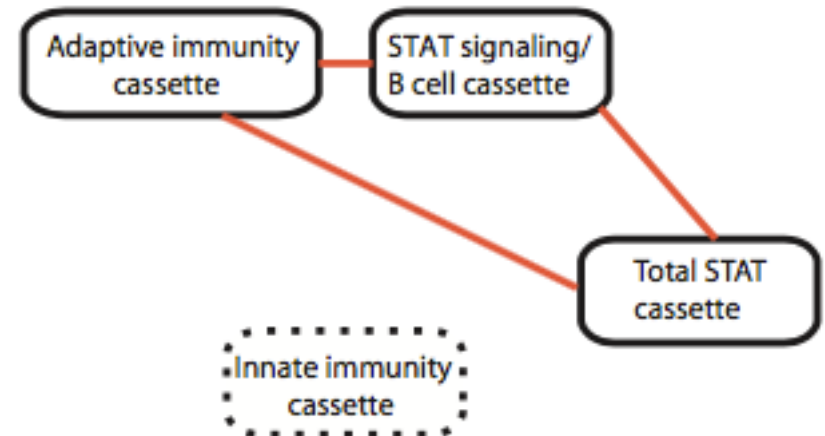 Adaptive immunity
cassette
STAT signaling/
B cell cassette
Total STAT
cassette
Innate immunity
cassette